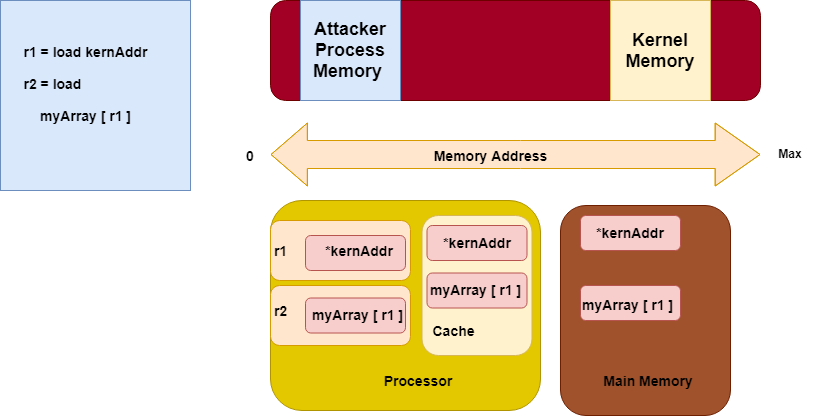 r1 = load kernAddr
r2 = load
myArray [ r1 ]
Attacker
Process
Memory
Kernel
Memory
0
Memory Address
Max
r1
*kernAddr
r2
myArray [ r1 ]
*kernAddr
myArray [ r1 ]
Cache
Processor
*kernAddr
myArray [ r1 ]
Main Memory